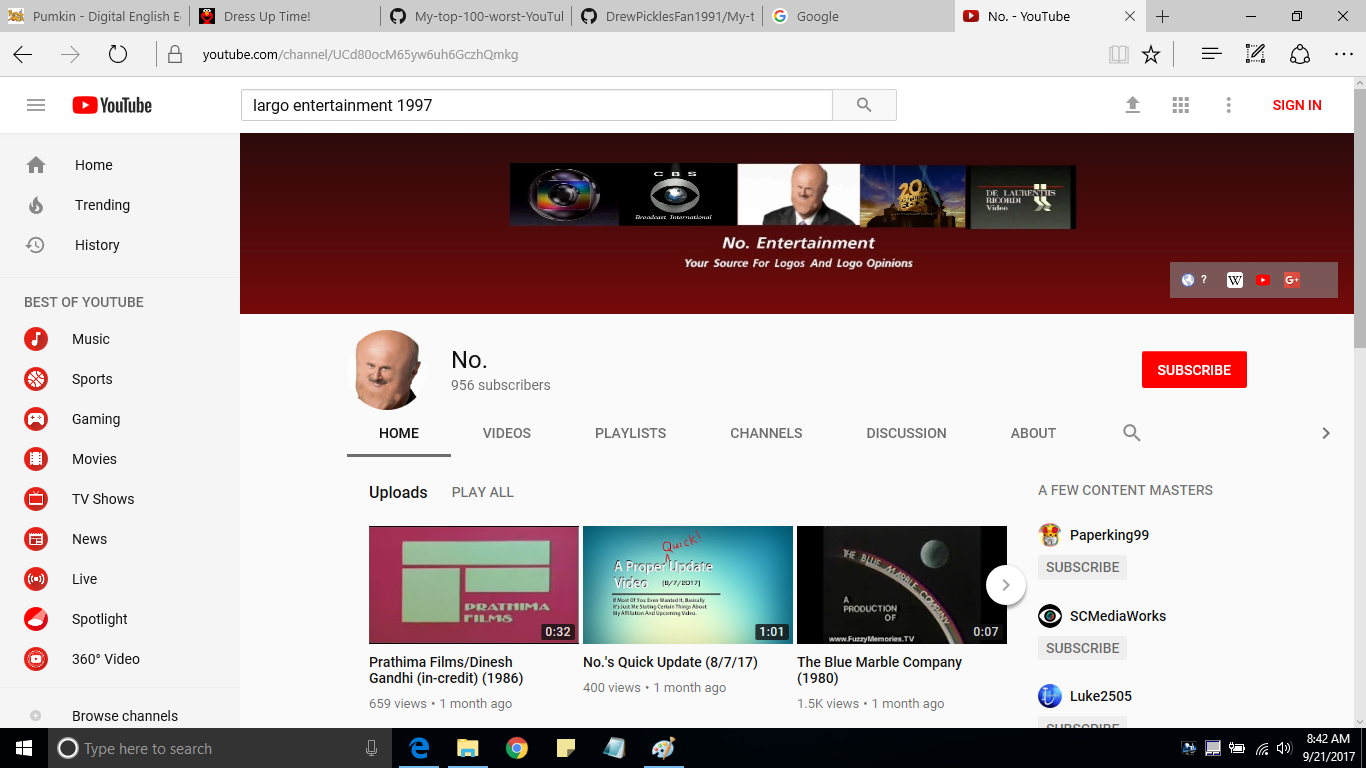 Pumkin - Digital English E
Dress Up Time!
My-top-100-worst-YouTul
DrewPicklesFan1991/My-t
Google
No. - YouTube
youtube.com/channel/UCd80ocM65yw6uh6GczhQmkg
YouTube
largo entertainment 1997
SIGN IN
Home
Trending
History
BEST OF YOUTUBE
Music
Sports
Gaming
Movies
TV Shows
News
Live
Spotlight
360° Video
Browse channels
CBS
Broadcast International
20
DE LAURENTIIS
RICORDI
Video
No. Entertainment
Your Source For Logos And Logo Opinions
?
W
G+
No.
956 subscribers
SUBSCRIBE
HOME
VIDEOS
PLAYLISTS
CHANNELS
DISCUSSION
ABOUT
Uploads
PLAY ALL
PRATHIMA
FILMS
0:32
Prathima Films/Dinesh
Gandhi (in-credit) (1986)
659 views • 1 month ago
Quick!
A Proper Update
Video (8/7/2017)
If Most Of You Even Wanted It, Basically
It's Just Me Stating Certain Things About
My Affiliation And Upcoming Video.
1:01
No.'s Quick Update (8/7/17)
400 views • 1 month ago
THE BLUE MARBLE COMPANY
A
PRODUCTION
OF
www.FuzzyMemories.TV
0:07
The Blue Marble Company
(1980)
1.5K views • 1 month ago
A FEW CONTENT MASTERS
Paperking99
SUBSCRIBE
SCMediaWorks
SUBSCRIBE
Luke2505
SUBSCRIBE
Type here to search
8:42 AM
9/21/2017